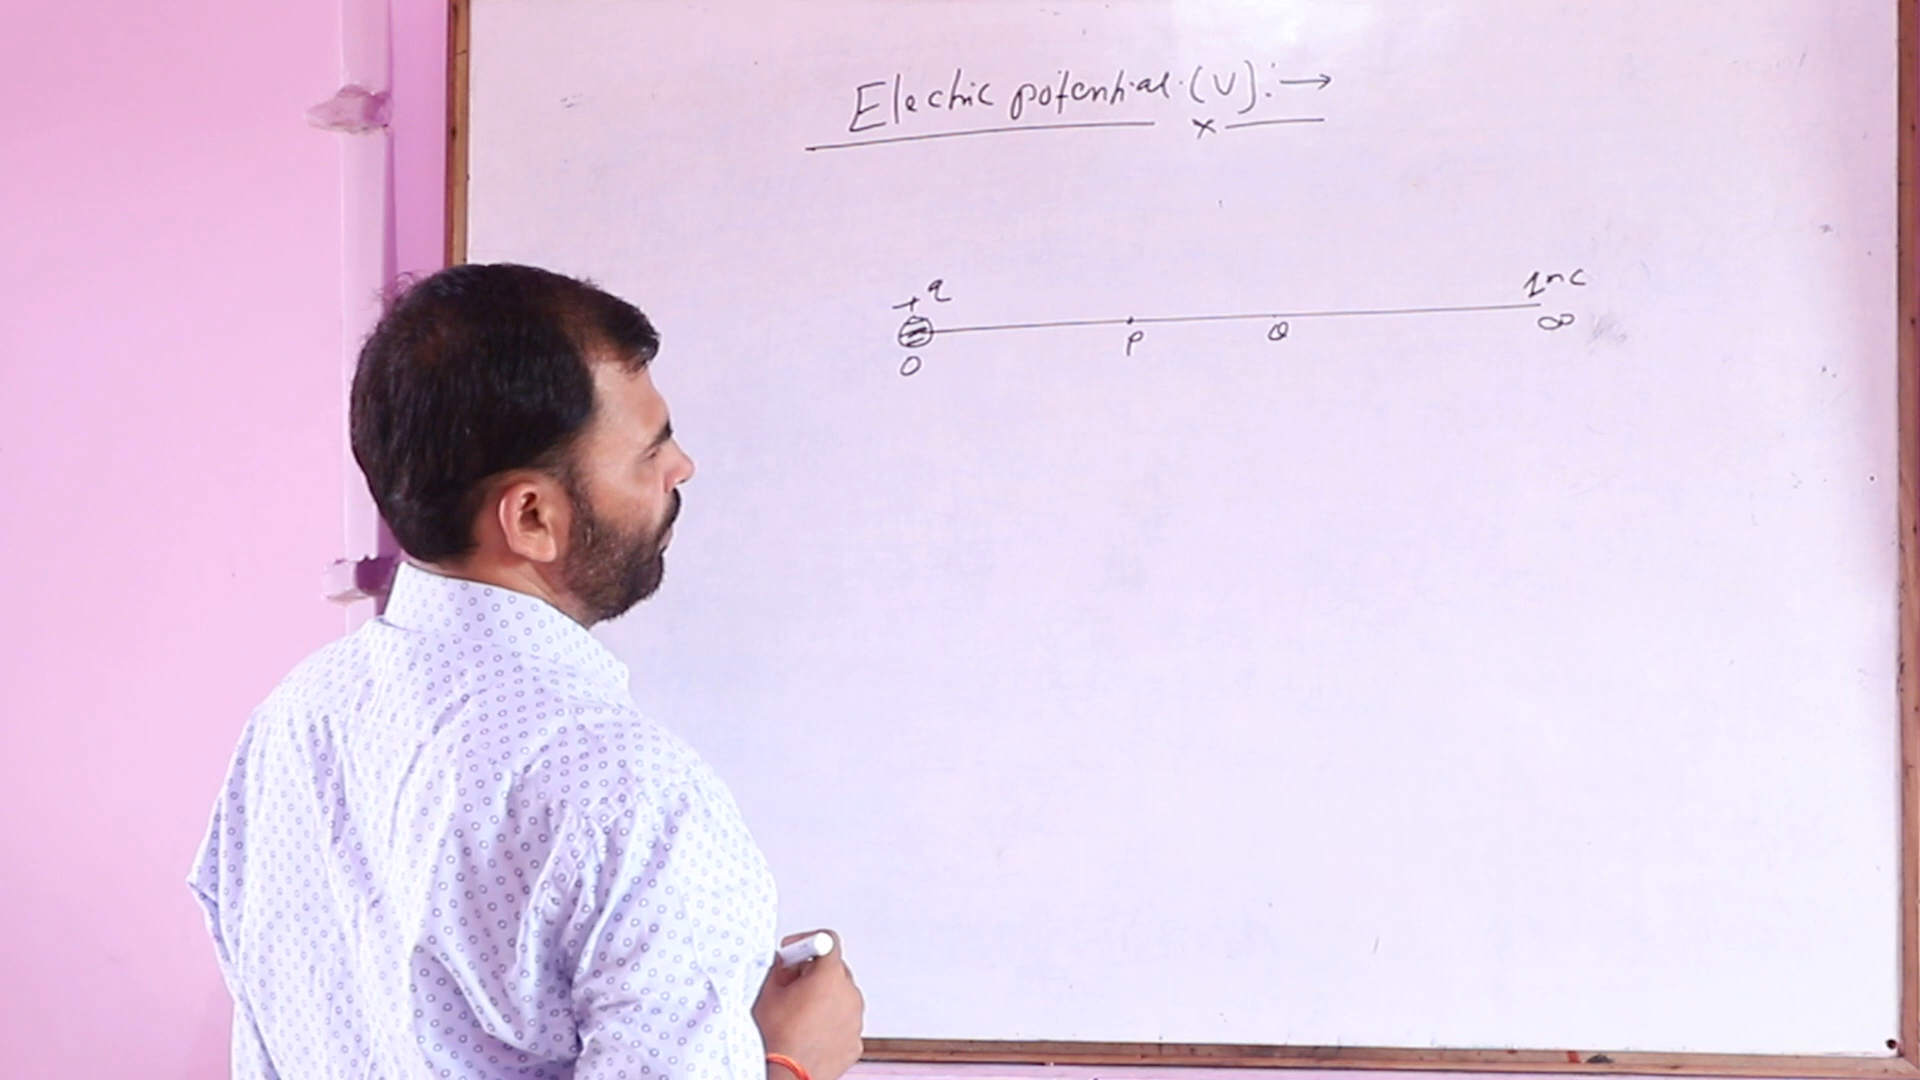 Electric potential (V):→
+q
1nc
O
P
Q
∞